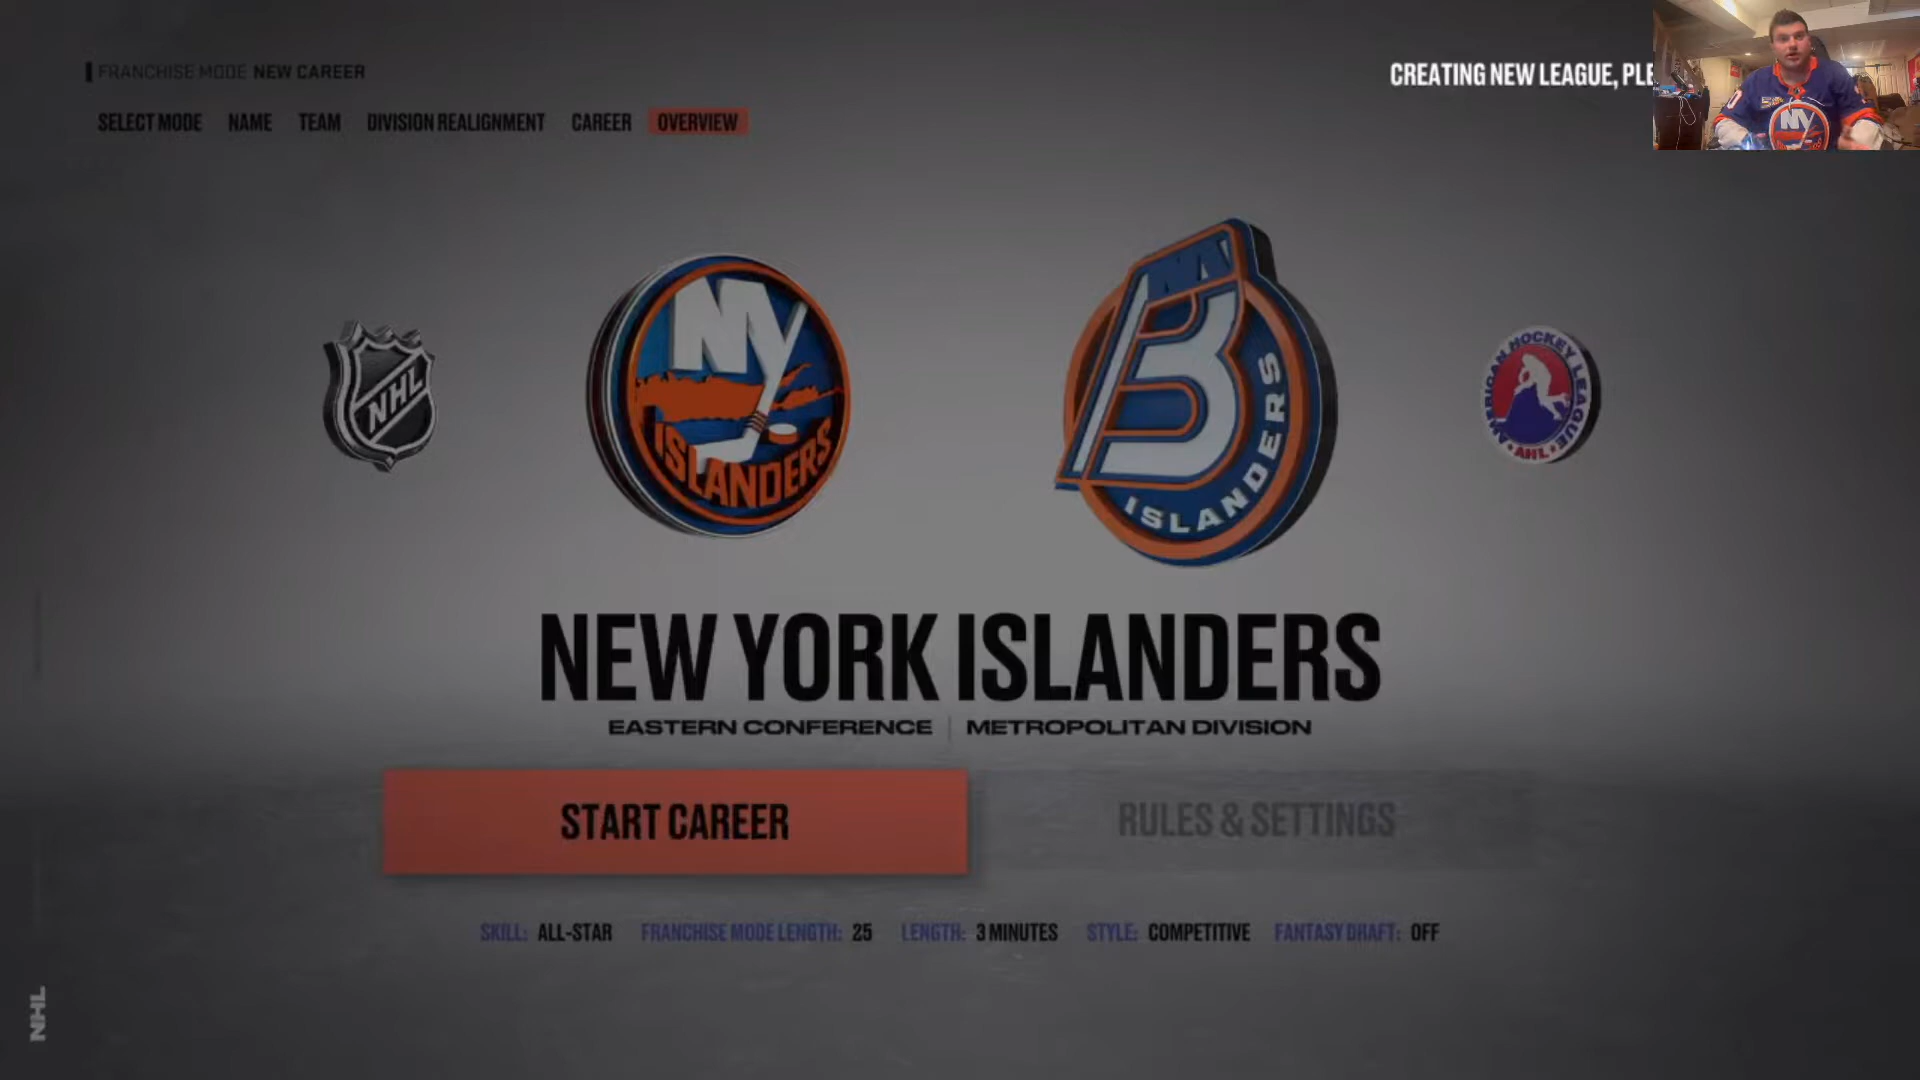 FRANCHISE MODE NEW CAREER
CREATING NEW LEAGUE, PLE
SELECT MODE NAME TEAM DIVISION REALIGNMENT CAREER OVERVIEW
NY
NHL
NY
ISLANDERS
B
ISLANDERS
AMERICAN HOCKEY LEAGUE
AHL
NEW YORK ISLANDERS
EASTERN CONFERENCE METROPOLITAN DIVISION
START CAREER
RULES & SETTINGS
SKILL: ALL-STAR FRANCHISE MODE LENGTH: 25 LENGTH: 3 MINUTES STYLE: COMPETITIVE FANTASY DRAFT: OFF
NHL